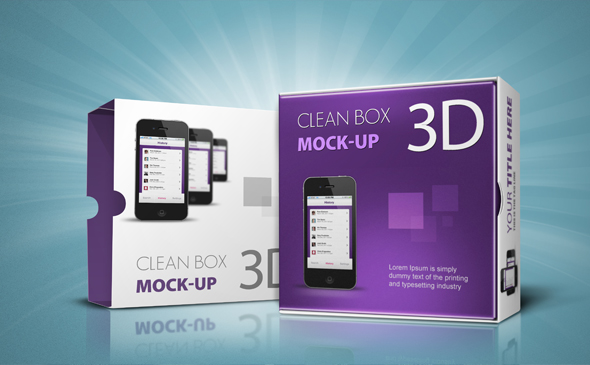 CLEAN BOX
MOCK-UP
3D
Lorem Ipsum is simply
dummy text of the printing
and typesetting industry
YOUR TITLE HERE
CLEAN BOX
MOCK-UP
3D